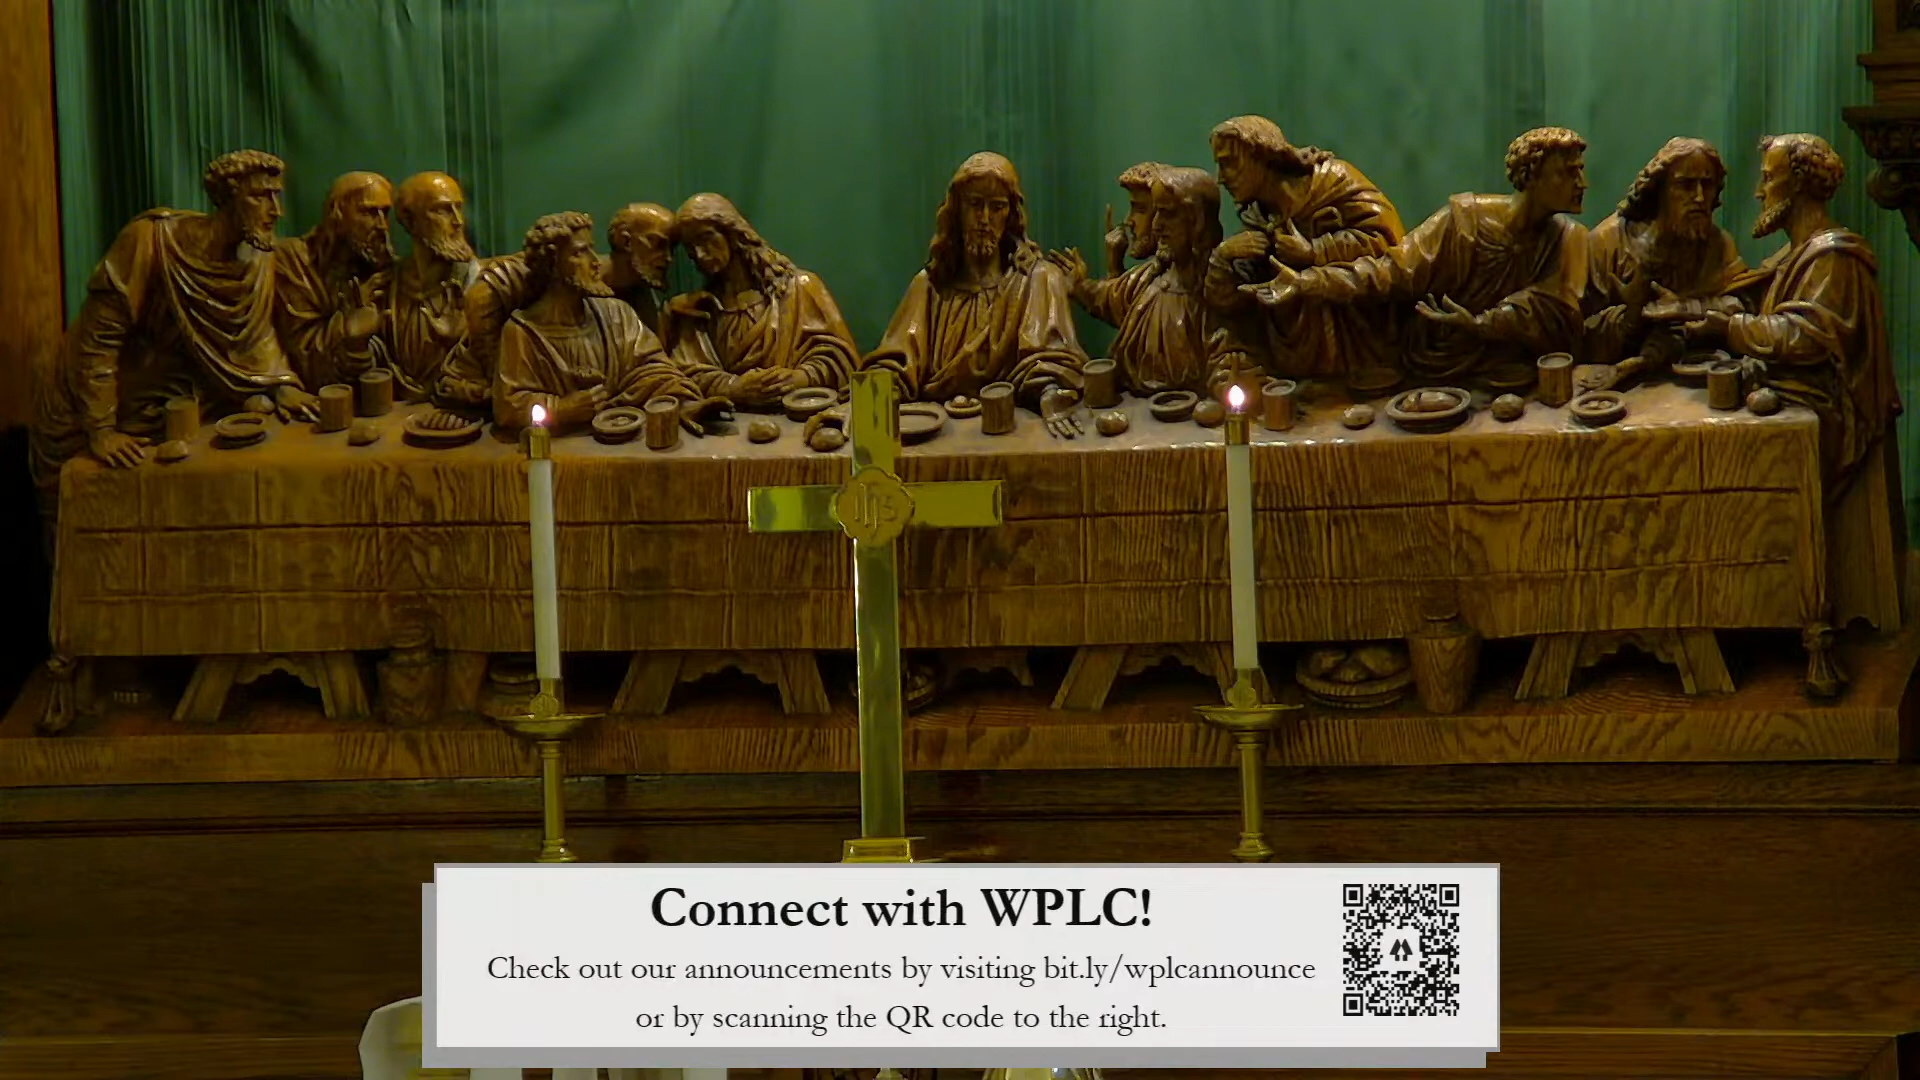 IHS
Connect with WPLC!
Check out our announcements by visiting bit.ly/wplcannounce
or by scanning the QR code to the right.